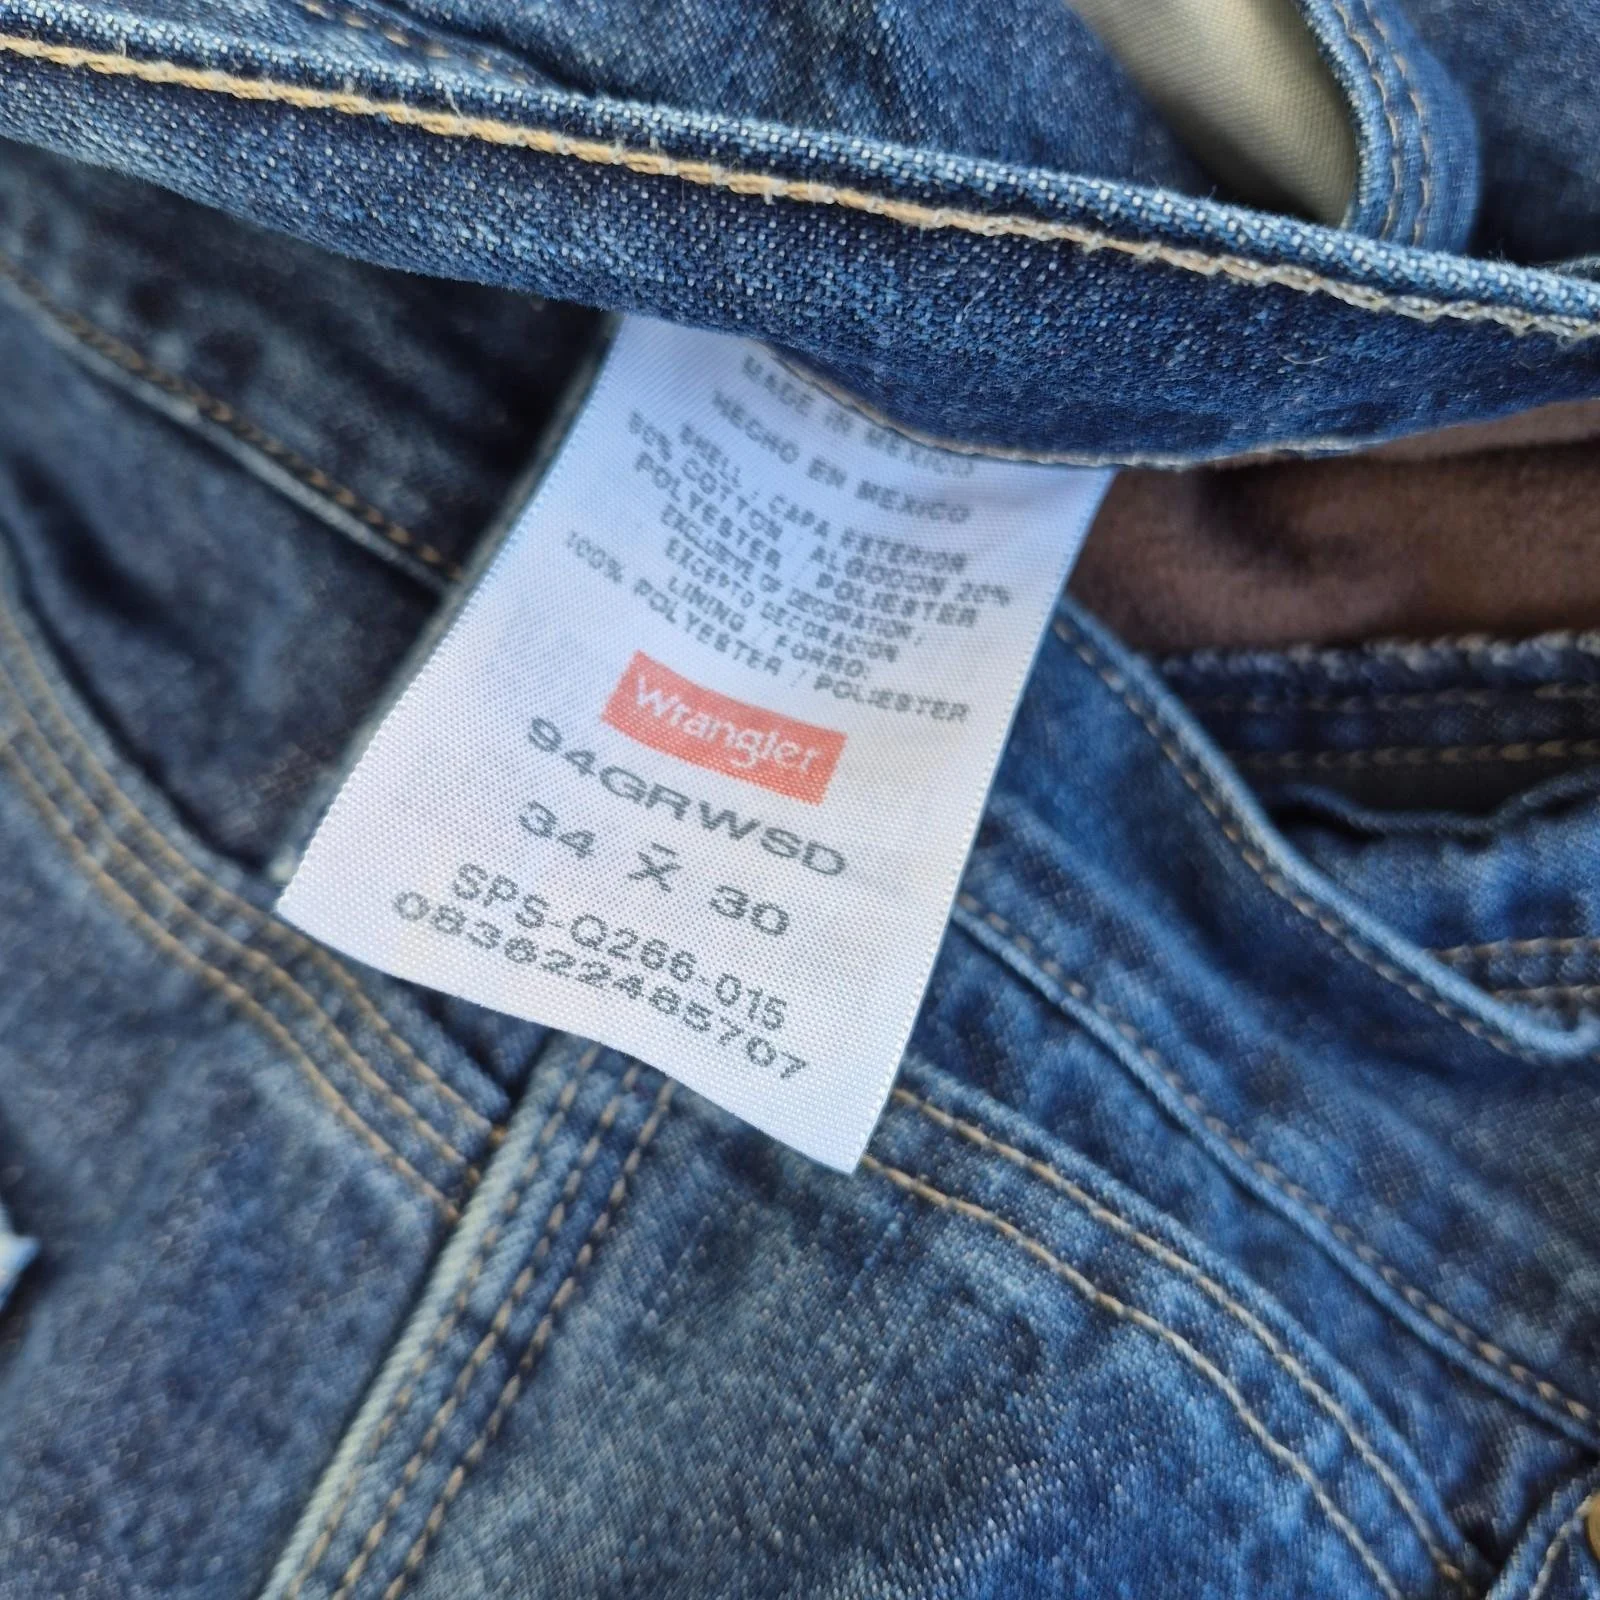 MADE IN MEXICO
HECHO EN MEXICO
SHELL / CAPA EXTERIOR
80% COTTON / ALGODON 20%
POLYESTER / POLIESTER
EXCLUSIVE OF DECORATION/
EXCEPTO DECORACION
LINING / FORRO:
100% POLYESTER / POLIESTER
Wrangler
94GRWSD
34 X 30
SPS-Q266-015
083622485707